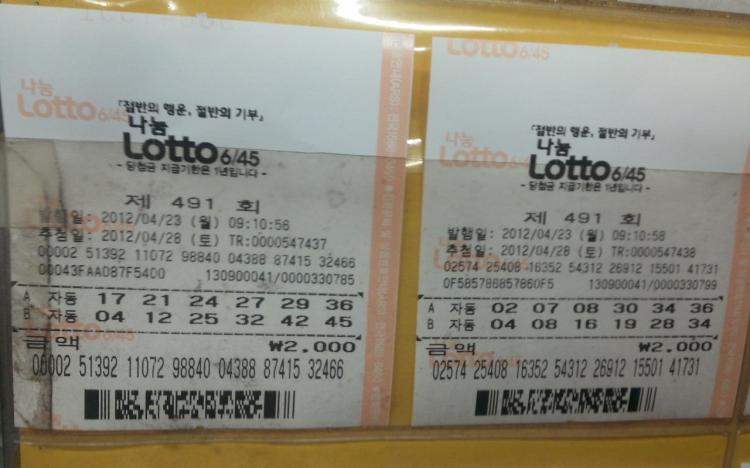 나눔
Lotto 6/45
「절반의 행운, 절반의 기부」
나눔
Lotto 6/45
- 당첨금 지급기한은 1년입니다 -
제 491 회
발행일: 2012/04/23 (월) 09:10:56
추첨일: 2012/04/28 (토) TR:0000547437
00002 51392 11072 98840 04388 87415 32466
00043FAAD87F54D0 130900041/0000330785
A 자동 17 21 24 27 29 36
B 자동 04 12 25 32 42 45
금액 ₩2,000
00002 51392 11072 98840 04388 87415 32466
Lotto 6/45
나눔
Lotto 6/45
「절반의 행운, 절반의 기부」
나눔
Lotto 6/45
- 당첨금 지급기한은 1년입니다 -
제 491 회
발행일: 2012/04/23 (월) 09:10:58
추첨일: 2012/04/28 (토) TR:0000547438
02574 25408 16352 54312 26912 15501 41731
0F585786857860F5 130900041/0000330799
A 자동 02 07 08 30 34 36
B 자동 04 08 16 19 28 34
금액 ₩2,000
02574 25408 16352 54312 26912 15501 41731